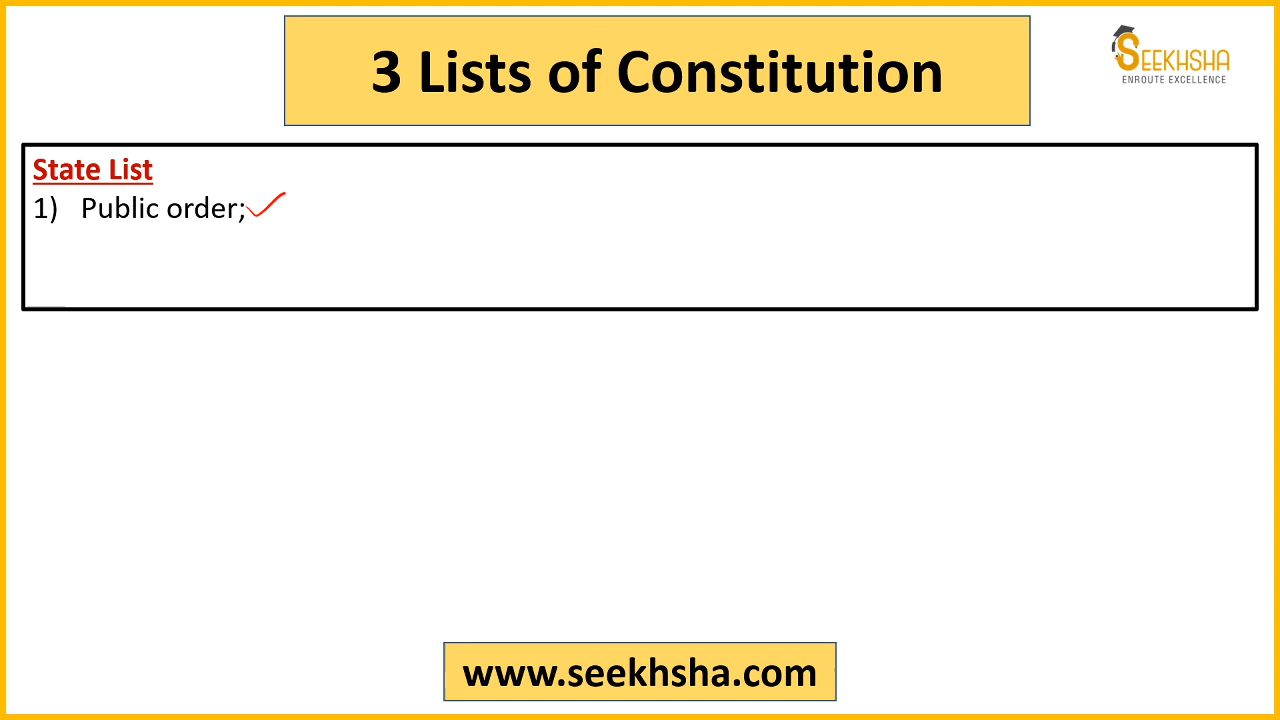 3 Lists of Constitution
SEEKHSHA
ENROUTE EXCELLENCE
State List
1) Public order;
www.seekhsha.com